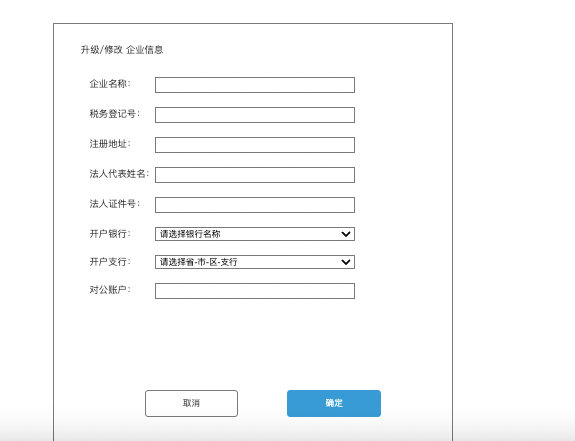 升级/修改 企业信息
企业名称：
税务登记号：
注册地址：
法人代表姓名：
法人证件号：
开户银行： 请选择银行名称
开户支行： 请选择省-市-区-支行
对公账户：
取消 确定